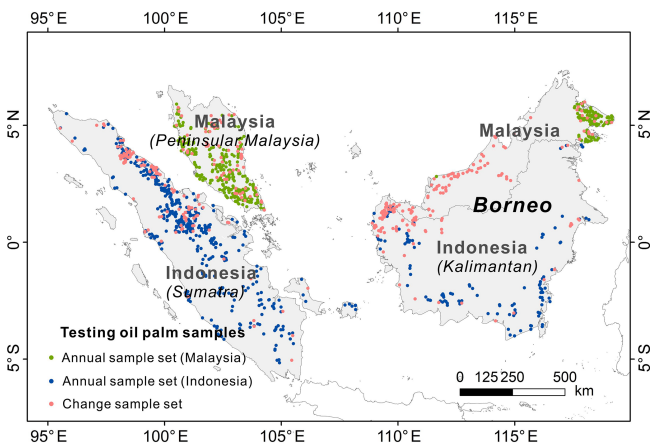 95°E 100°E 105°E 110°E 115°E
5°N
5°N
Malaysia
(Peninsular Malaysia)
Malaysia
Borneo
0°
0°
Indonesia
(Kalimantan)
Indonesia
(Sumatra)
Testing oil palm samples
Annual sample set (Malaysia)
Annual sample set (Indonesia)
Change sample set
5°S
5°S
0 125 250 500
km
95°E 100°E 105°E 110°E 115°E